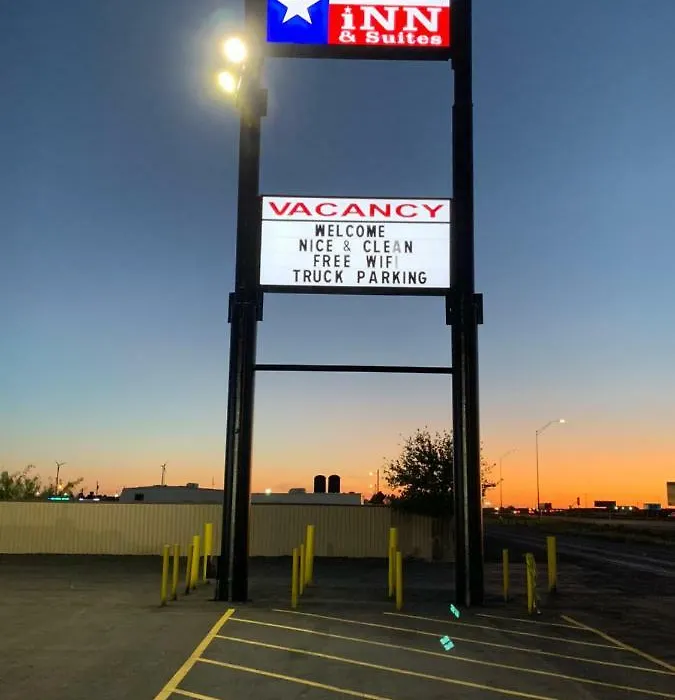 iNN
& Suites
VACANCY
WELCOME
NICE & CLEAN
FREE WIFI
TRUCK PARKING